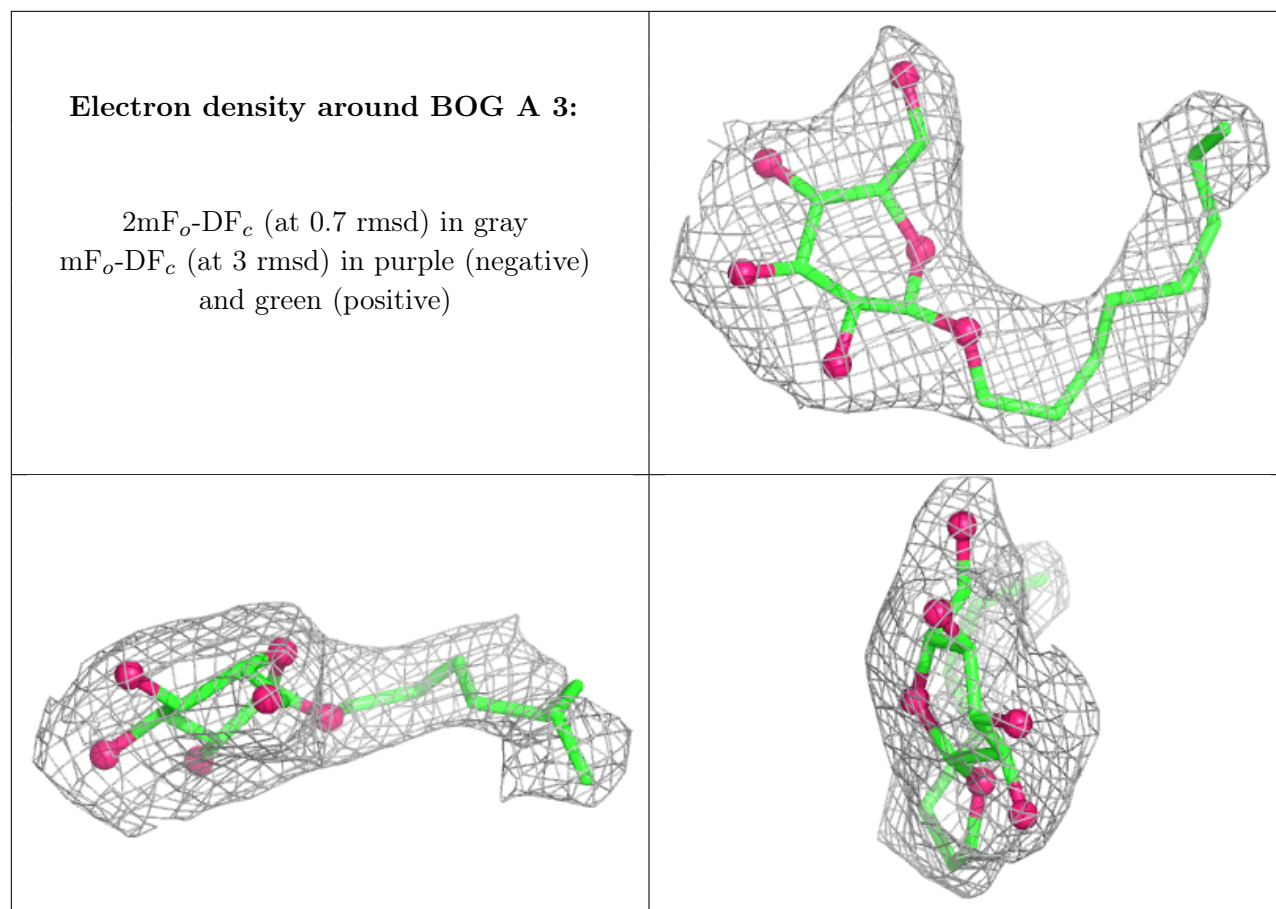 Electron density around BOG A 3:
2mFo-DFc (at 0.7 rmsd) in gray
mFo-DFc (at 3 rmsd) in purple (negative)
and green (positive)